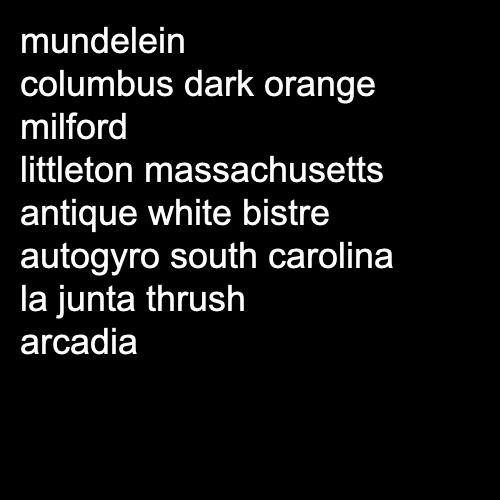 mundelein
columbus dark orange
milford
littleton massachusetts
antique white bistre
autogyro south carolina
la junta thrush
arcadia